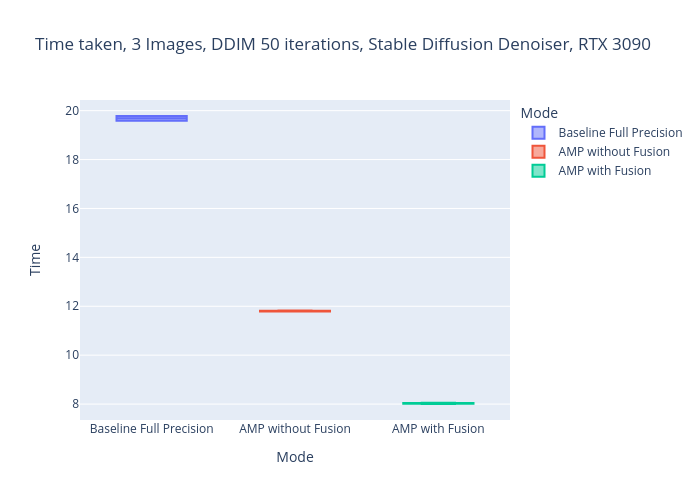 Time taken, 3 Images, DDIM 50 iterations, Stable Diffusion Denoiser, RTX 3090
Mode
Baseline Full Precision
AMP without Fusion
AMP with Fusion
20
18
16
14
12
10
8
Time
Baseline Full Precision
AMP without Fusion
AMP with Fusion
Mode